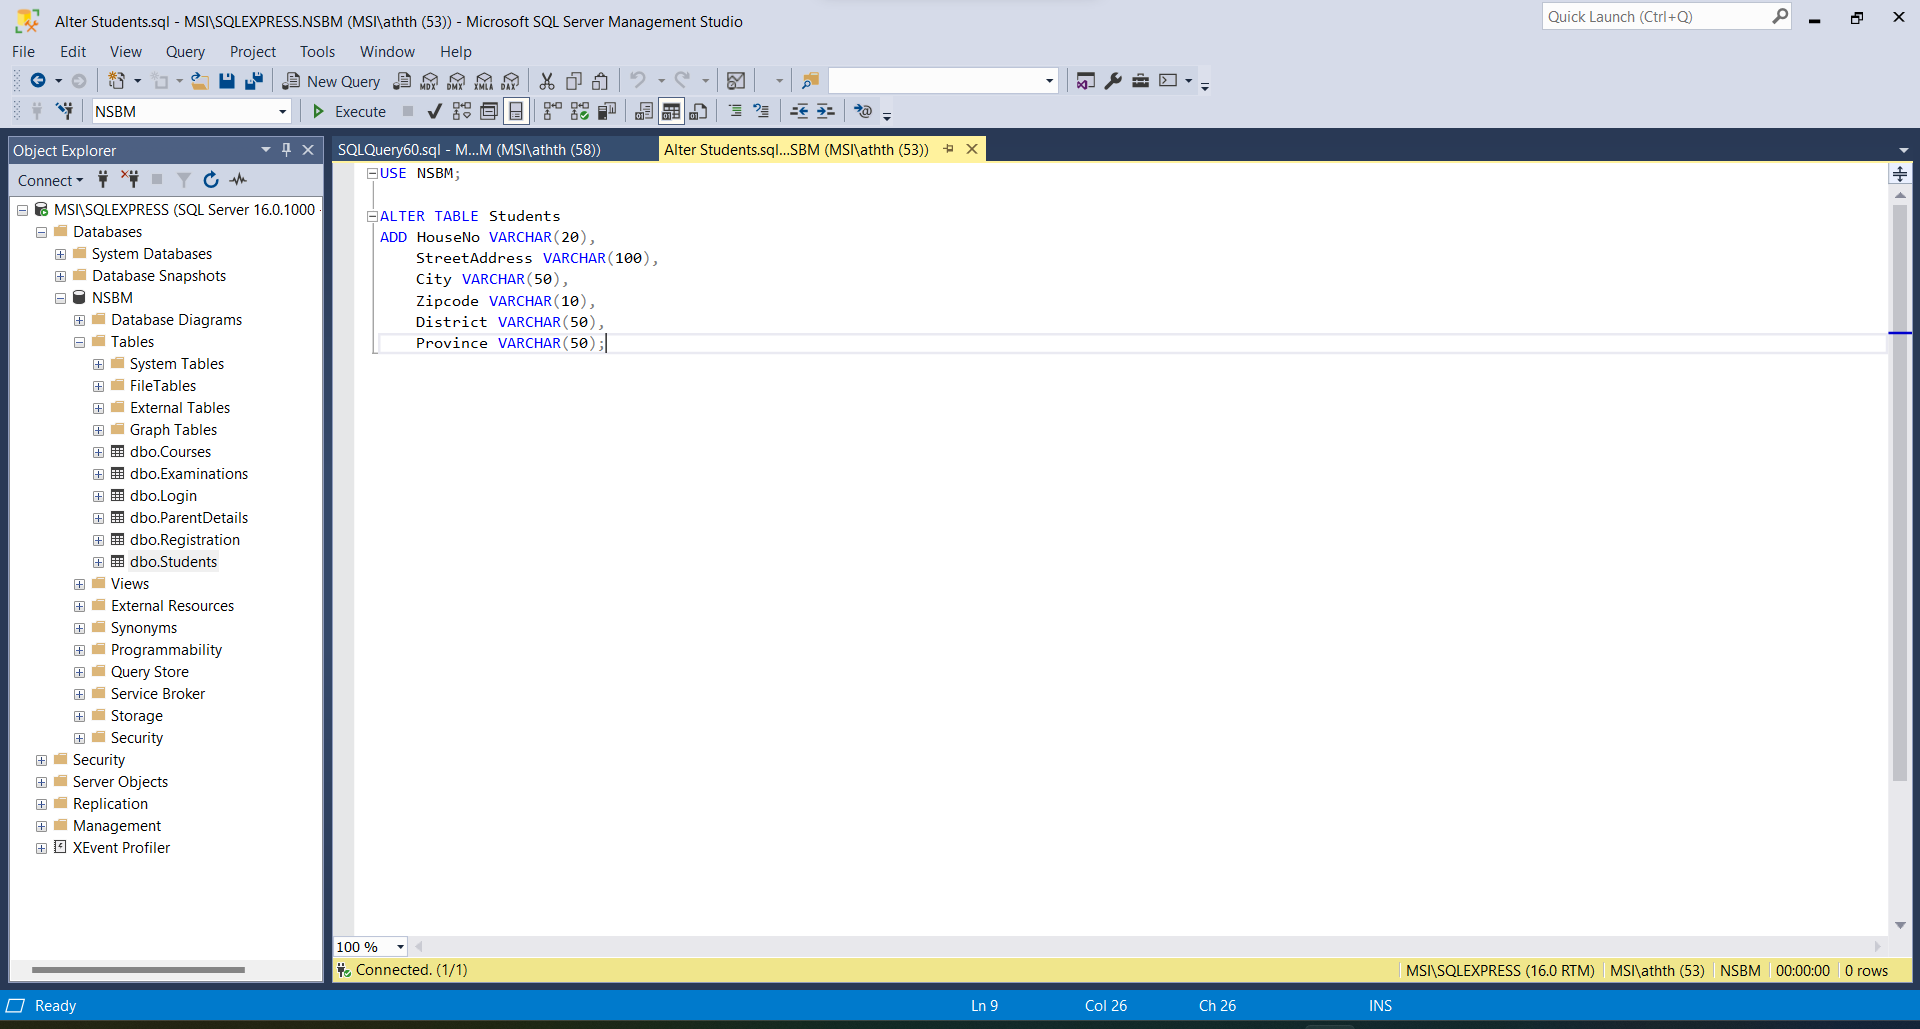 Alter Students.sql - MSI\SQLEXPRESS.NSBM (MSI\athth (53)) - Microsoft SQL Server Management Studio
Quick Launch (Ctrl+Q)
File Edit View Query Project Tools Window Help
New Query
MDX DMX XMLA DAX
NSBM
Execute
Object Explorer
Connect
MSI\SQLEXPRESS (SQL Server 16.0.1000 -
Databases
System Databases
Database Snapshots
NSBM
Database Diagrams
Tables
System Tables
FileTables
External Tables
Graph Tables
dbo.Courses
dbo.Examinations
dbo.Login
dbo.ParentDetails
dbo.Registration
dbo.Students
Views
External Resources
Synonyms
Programmability
Query Store
Service Broker
Storage
Security
Security
Server Objects
Replication
Management
XEvent Profiler
SQLQuery60.sql - M...M (MSI\athth (58))
Alter Students.sql...SBM (MSI\athth (53))
USE NSBM;
ALTER TABLE Students
ADD HouseNo VARCHAR(20),
StreetAddress VARCHAR(100),
City VARCHAR(50),
Zipcode VARCHAR(10),
District VARCHAR(50),
Province VARCHAR(50);
100 %
Connected. (1/1)
MSI\SQLEXPRESS (16.0 RTM) MSI\athth (53) NSBM 00:00:00 0 rows
Ready
Ln 9 Col 26 Ch 26 INS